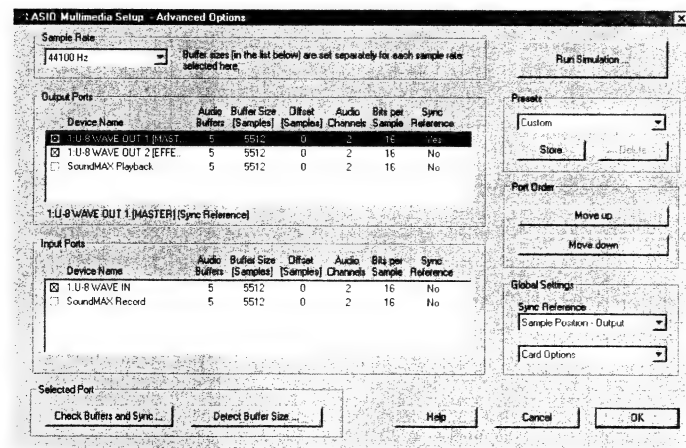 ASIO Multimedia Setup - Advanced Options
Sample Rate
44100 Hz
Buffer sizes [in the list below] are set separately for each sample rate
selected here.
Run Simulation ...
Output Ports
Device Name
Audio Buffers
Buffer Size [Samples]
Offset [Samples]
Audio Channels
Bits per Sample
Sync Reference
1:U-8 WAVE OUT 1 [MAST.. 5 5512 0 2 16 Yes
1:U-8 WAVE OUT 2 [EFFE.. 5 5512 0 2 16 No
SoundMAX Playback 5 5512 0 2 16 No
1:U-8 WAVE OUT 1 [MASTER] [Sync Reference]
Presets
Custom
Store
Delete
Port Order
Move up
Move down
Input Ports
Device Name
Audio Buffers
Buffer Size [Samples]
Offset [Samples]
Audio Channels
Bits per Sample
Sync Reference
1:U-8 WAVE IN 5 5512 0 2 16 No
SoundMAX Record 5 5512 0 2 16 No
Global Settings
Sync Reference
Sample Position - Output
Card Options
Selected Port
Check Buffers and Sync ...
Detect Buffer Size ...
Help
Cancel
OK